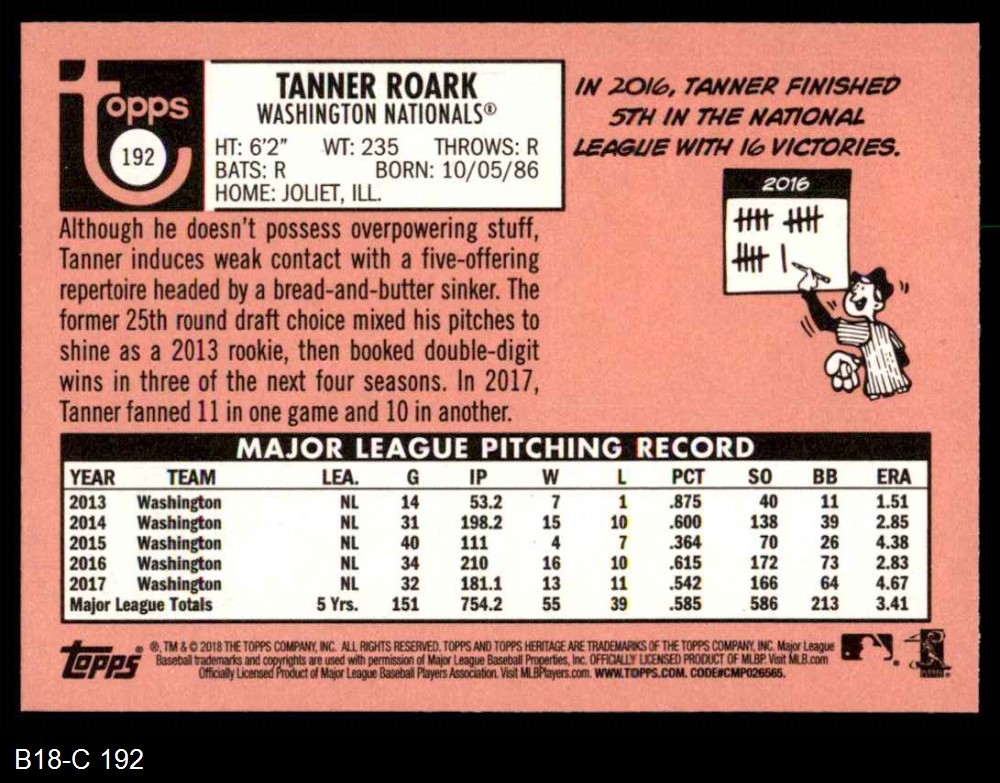 Topps
192
TANNER ROARK
WASHINGTON NATIONALS®
HT: 6'2" WT: 235 THROWS: R
BATS: R BORN: 10/05/86
HOME: JOLIET, ILL.
IN 2016, TANNER FINISHED
5TH IN THE NATIONAL
LEAGUE WITH 16 VICTORIES.
2016
Although he doesn't possess overpowering stuff,
Tanner induces weak contact with a five-offering
repertoire headed by a bread-and-butter sinker. The
former 25th round draft choice mixed his pitches to
shine as a 2013 rookie, then booked double-digit
wins in three of the next four seasons. In 2017,
Tanner fanned 11 in one game and 10 in another.
MAJOR LEAGUE PITCHING RECORD
YEAR TEAM LEA. G IP W L PCT SO BB ERA
2013 Washington NL 14 53.2 7 1 .875 40 11 1.51
2014 Washington NL 31 198.2 15 10 .600 138 39 2.85
2015 Washington NL 40 111 4 7 .364 70 26 4.38
2016 Washington NL 34 210 16 10 .615 172 73 2.83
2017 Washington NL 32 181.1 13 11 .542 166 64 4.67
Major League Totals 5 Yrs. 151 754.2 55 39 .585 586 213 3.41
Topps®
®, TM & © 2018 THE TOPPS COMPANY, INC. ALL RIGHTS RESERVED. TOPPS AND TOPPS HERITAGE ARE TRADEMARKS OF THE TOPPS COMPANY, INC. Major League
Baseball trademarks and copyrights are used with permission of Major League Baseball Properties, Inc. OFFICIALLY LICENSED PRODUCT OF MLBP. Visit MLB.com
Officially Licensed Product of Major League Baseball Players Association. Visit MLBPlayers.com. WWW.TOPPS.COM. CODE#CMP026565.
B18-C 192